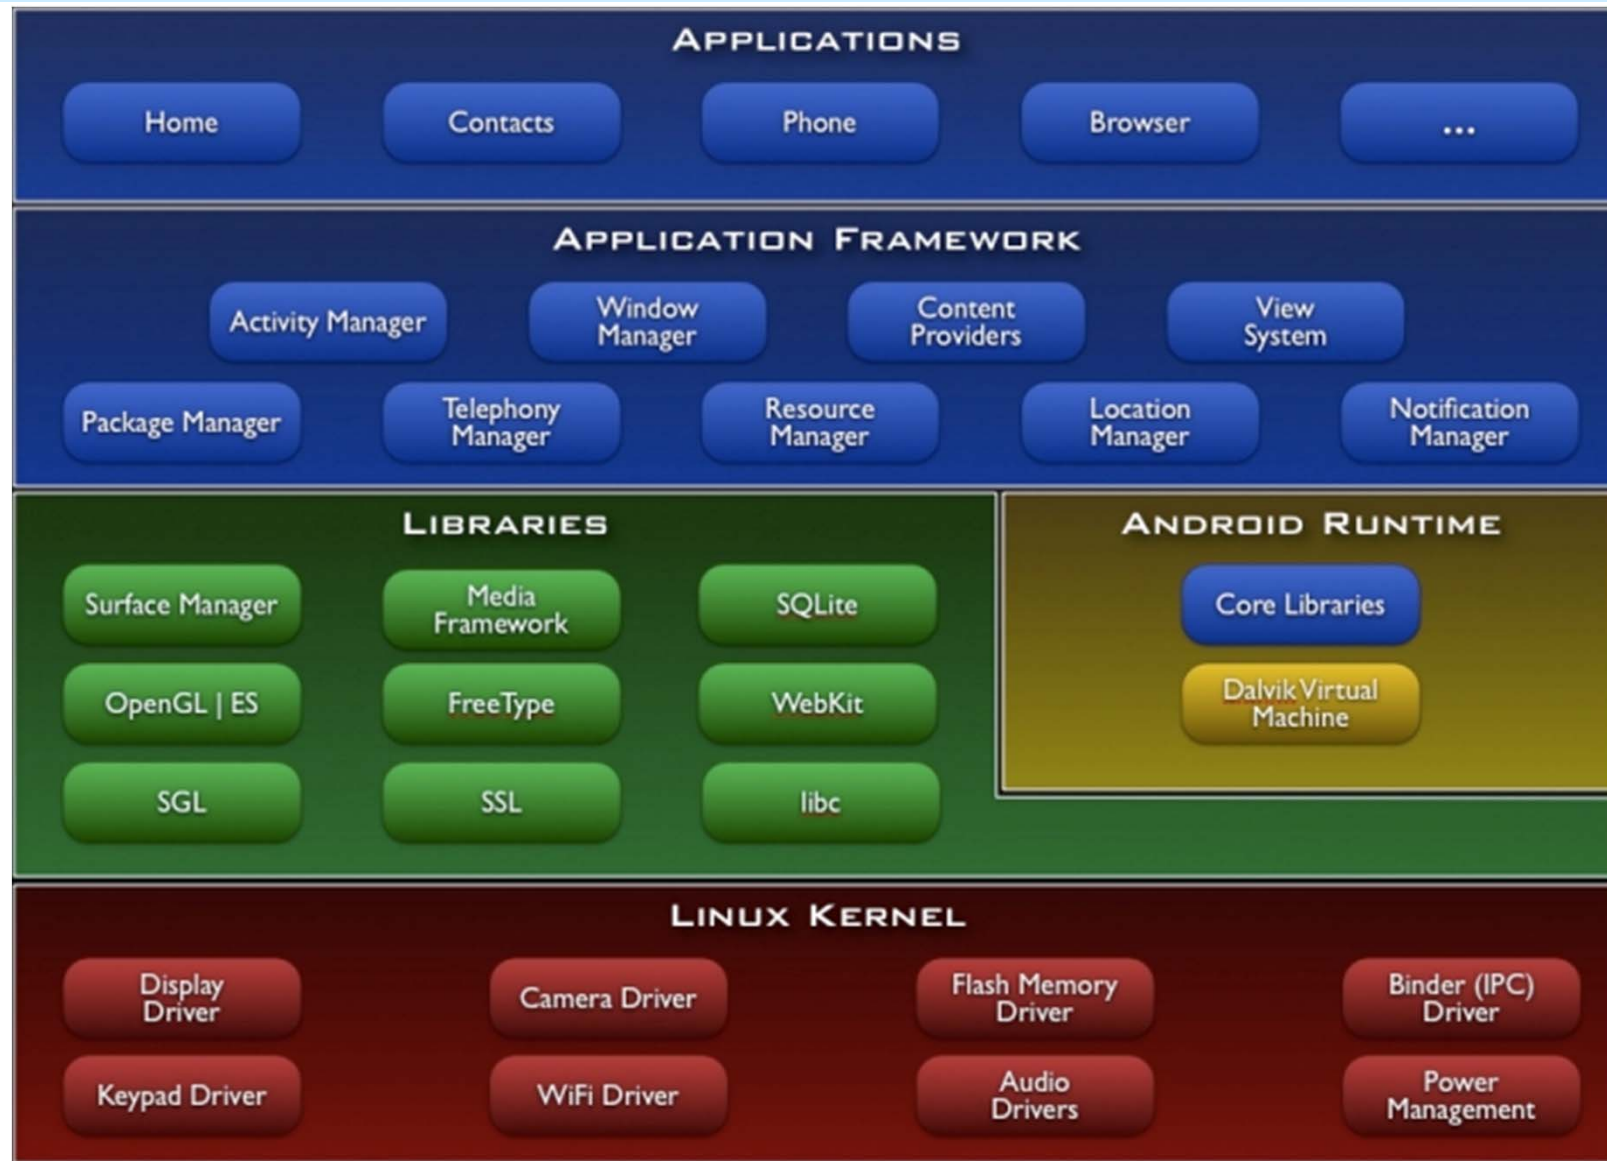 APPLICATIONS
Home
Contacts
Phone
Browser
...
APPLICATION FRAMEWORK
Activity Manager
Window
Manager
Content
Providers
View
System
Package Manager
Telephony
Manager
Resource
Manager
Location
Manager
Notification
Manager
LIBRARIES
Surface Manager
Media
Framework
SQLite
OpenGL | ES
FreeType
WebKit
SGL
SSL
libc
ANDROID RUNTIME
Core Libraries
Dalvik Virtual
Machine
LINUX KERNEL
Display
Driver
Camera Driver
Flash Memory
Driver
Binder (IPC)
Driver
Keypad Driver
WiFi Driver
Audio
Drivers
Power
Management